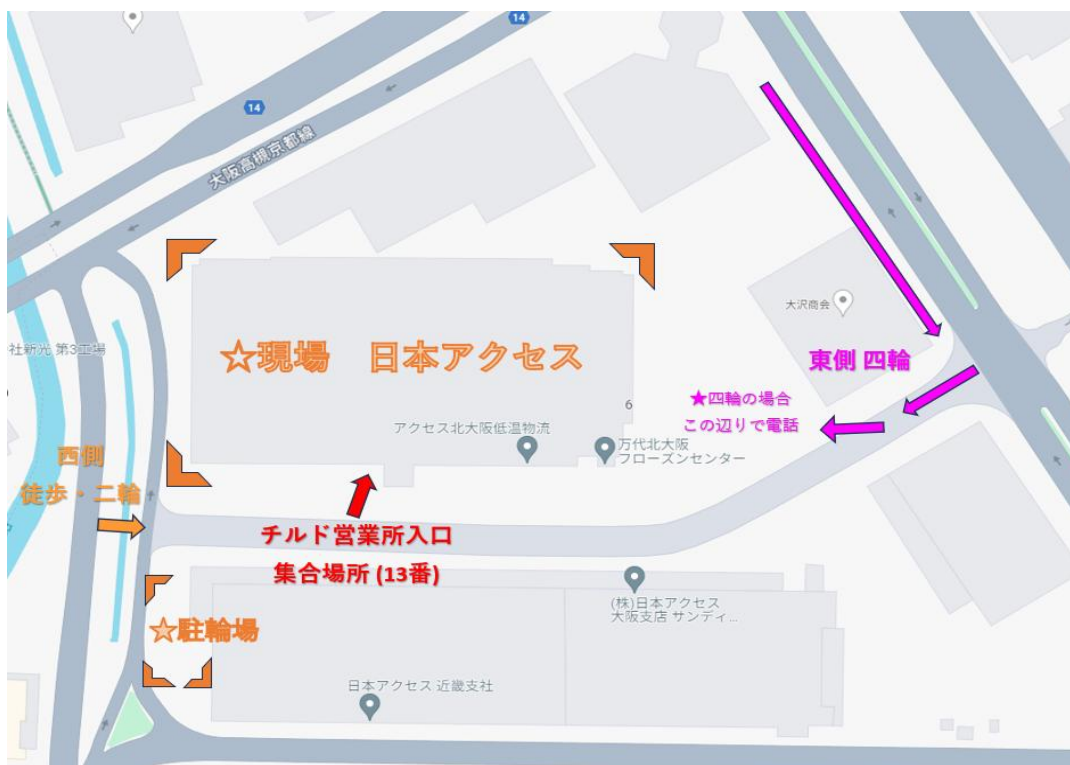 14
14
大阪高槻京都線
大沢商会
社新光 第3工場
☆現場 日本アクセス
東側 四輪
★四輪の場合
この辺りで電話
6
アクセス北大阪低温物流
万代北大阪
フローズンセンター
西側
徒歩・二輪
チルド営業所入口
集合場所 (13番)
(株)日本アクセス
大阪支店 サンディ...
☆駐輪場
日本アクセス 近畿支社